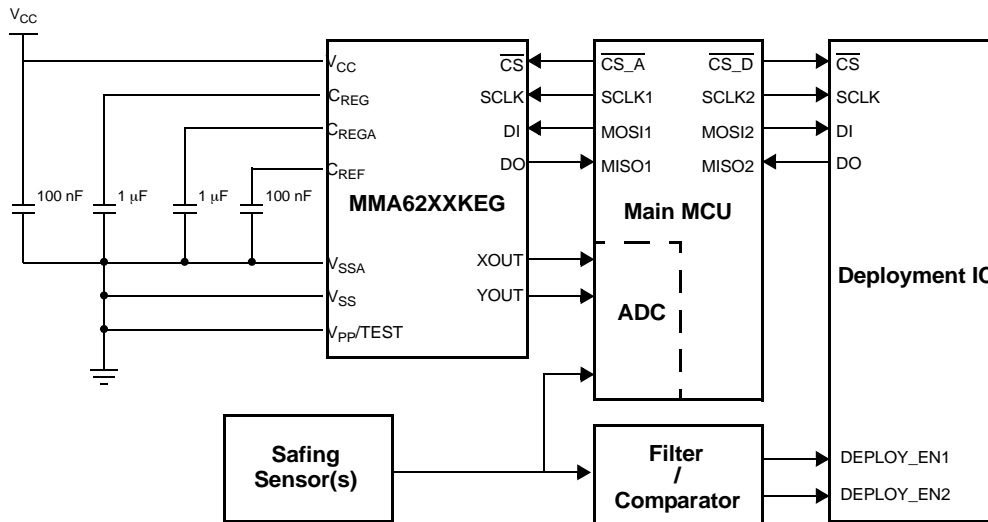 VCC
VCC
CREG
CREGA
CREF
100 nF
1 μF
1 μF
100 nF
VSSA
VSS
VPP/TEST
CS
SCLK
DI
DO
MMA62XXKEG
XOUT
YOUT
CS_A
SCLK1
MOSI1
MISO1
CS_D
SCLK2
MOSI2
MISO2
Main MCU
ADC
CS
SCLK
DI
DO
Deployment IC
DEPLOY_EN1
DEPLOY_EN2
Safing
Sensor(s)
Filter
/
Comparator